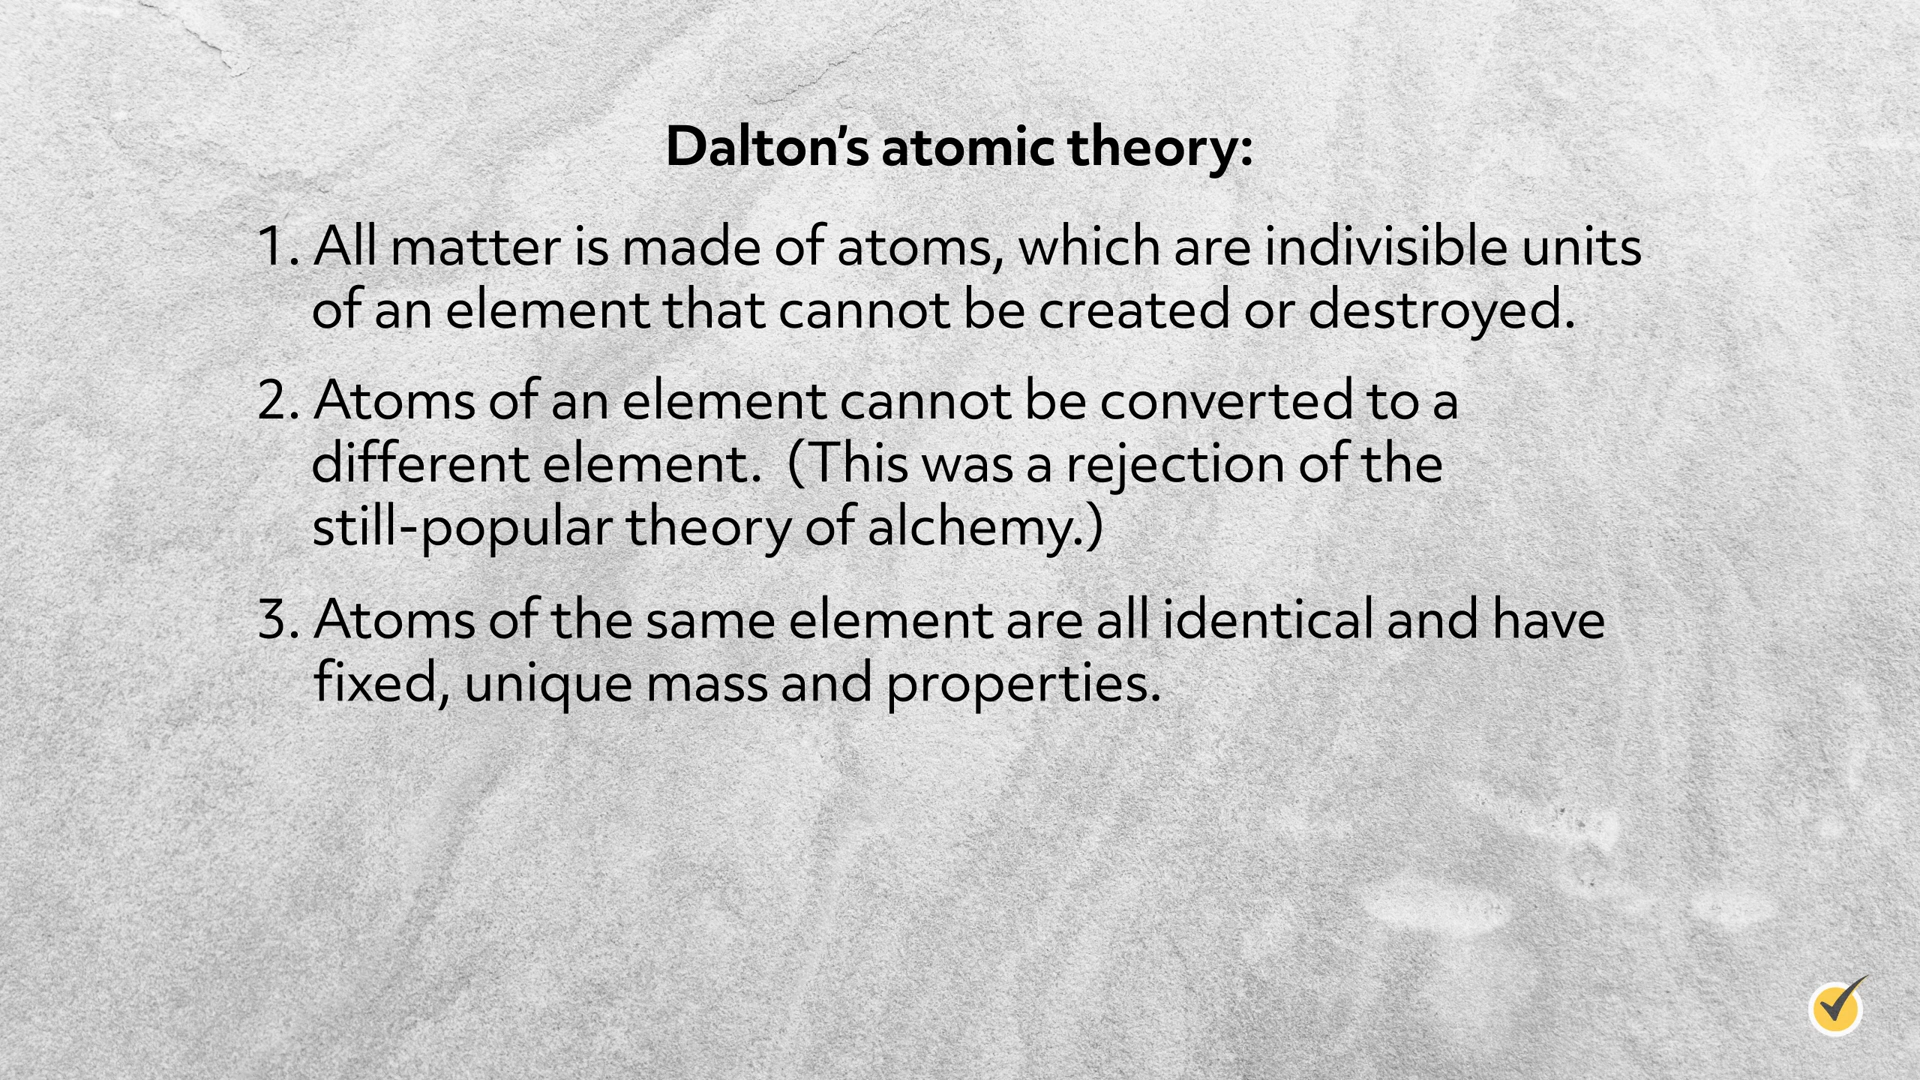 Dalton’s atomic theory:
1. All matter is made of atoms, which are indivisible units
of an element that cannot be created or destroyed.
2. Atoms of an element cannot be converted to a
different element.  (This was a rejection of the
still-popular theory of alchemy.)
3. Atoms of the same element are all identical and have
fixed, unique mass and properties.